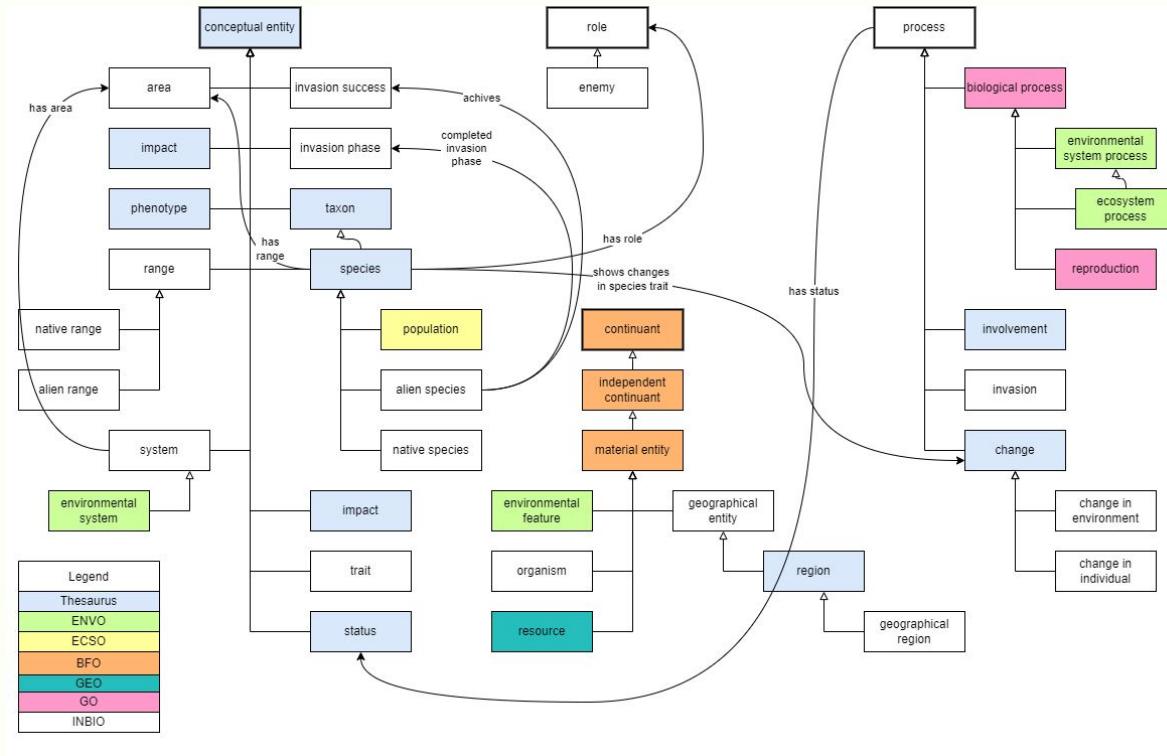 conceptual entity
role
process
area
invasion success
enemy
biological process
has area
achives
impact
invasion phase
completed
invasion
phase
environmental
system process
phenotype
taxon
ecosystem
process
has
range
has role
range
species
shows changes
in species trait
reproduction
has status
native range
population
continuant
involvement
alien range
alien species
independent
continuant
invasion
system
native species
material entity
change
environmental
system
impact
environmental
feature
geographical
entity
change in
environment
trait
organism
region
change in
individual
status
resource
geographical
region
Legend
Thesaurus
ENVO
ECSO
BFO
GEO
GO
INBIO